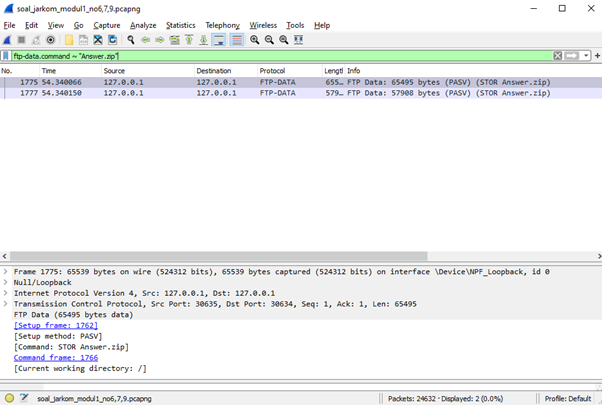 soal_jarkom_modul1_no6,7,9.pcapng
File Edit View Go Capture Analyze Statistics Telephony Wireless Tools Help
ftp-data.command ~ "Answer.zip"
No. Time Source Destination Protocol Lengtl Info
1775 54.340066 127.0.0.1 127.0.0.1 FTP-DATA 655… FTP Data: 65495 bytes (PASV) (STOR Answer.zip)
1777 54.340150 127.0.0.1 127.0.0.1 FTP-DATA 579… FTP Data: 57908 bytes (PASV) (STOR Answer.zip)
Frame 1775: 65539 bytes on wire (524312 bits), 65539 bytes captured (524312 bits) on interface \Device\NPF_Loopback, id 0
Null/Loopback
Internet Protocol Version 4, Src: 127.0.0.1, Dst: 127.0.0.1
Transmission Control Protocol, Src Port: 30635, Dst Port: 30634, Seq: 1, Ack: 1, Len: 65495
FTP Data (65495 bytes data)
[Setup frame: 1762]
[Setup method: PASV]
[Command: STOR Answer.zip]
Command frame: 1766
[Current working directory: /]
soal_jarkom_modul1_no6,7,9.pcapng Packets: 24632 · Displayed: 2 (0.0%) Profile: Default